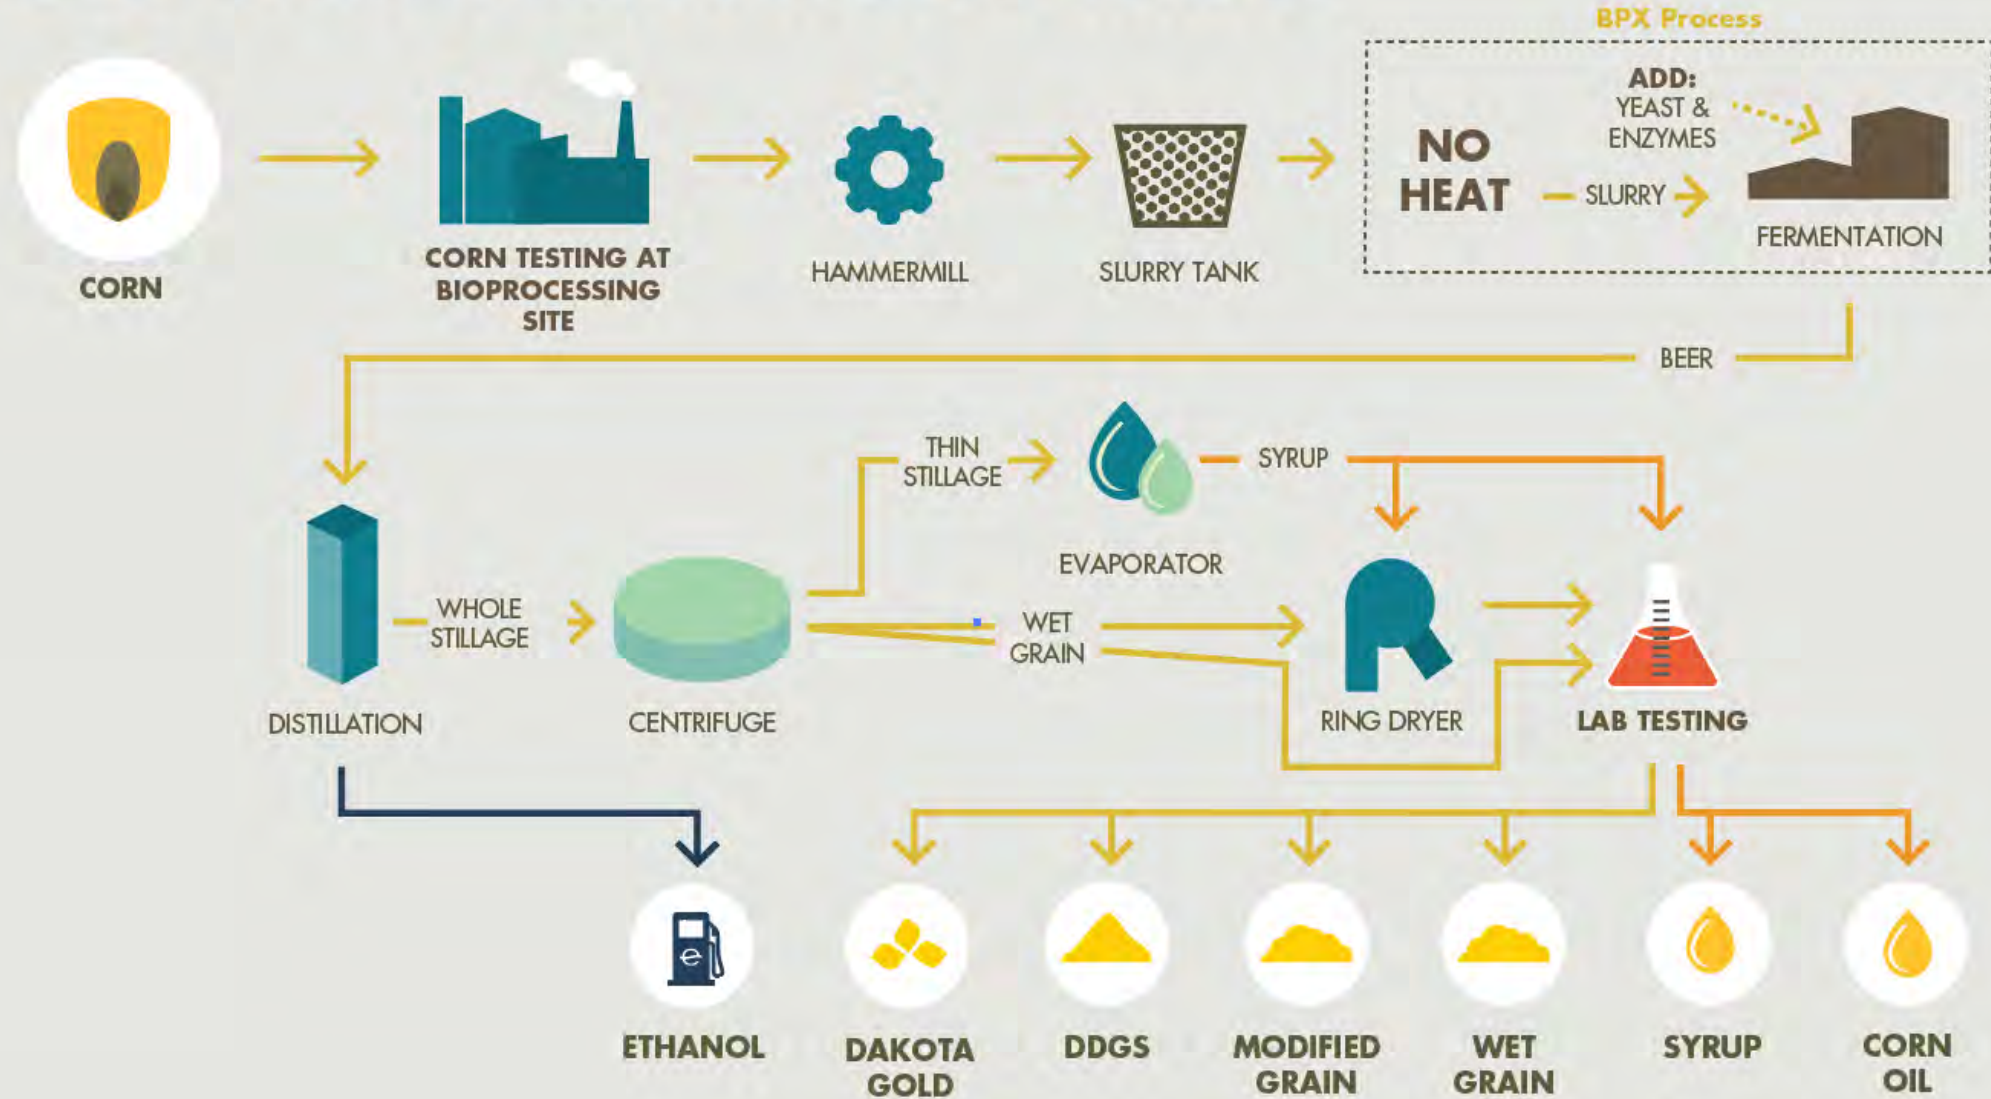 BPX Process
ADD:
YEAST &
ENZYMES
NO
HEAT
SLURRY
FERMENTATION
CORN
CORN TESTING AT
BIOPROCESSING
SITE
HAMMERMILL
SLURRY TANK
BEER
THIN
STILLAGE
SYRUP
EVAPORATOR
WHOLE
STILLAGE
WET
GRAIN
DISTILLATION
CENTRIFUGE
RING DRYER
LAB TESTING
e
ETHANOL
DAKOTA
GOLD
DDGS
MODIFIED
GRAIN
WET
GRAIN
SYRUP
CORN
OIL